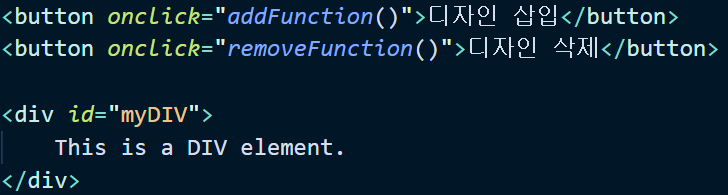 <button onclick="addFunction()">디자인 삽입</button>
<button onclick="removeFunction()">디자인 삭제</button>
<div id="myDIV">
This is a DIV element.
</div>